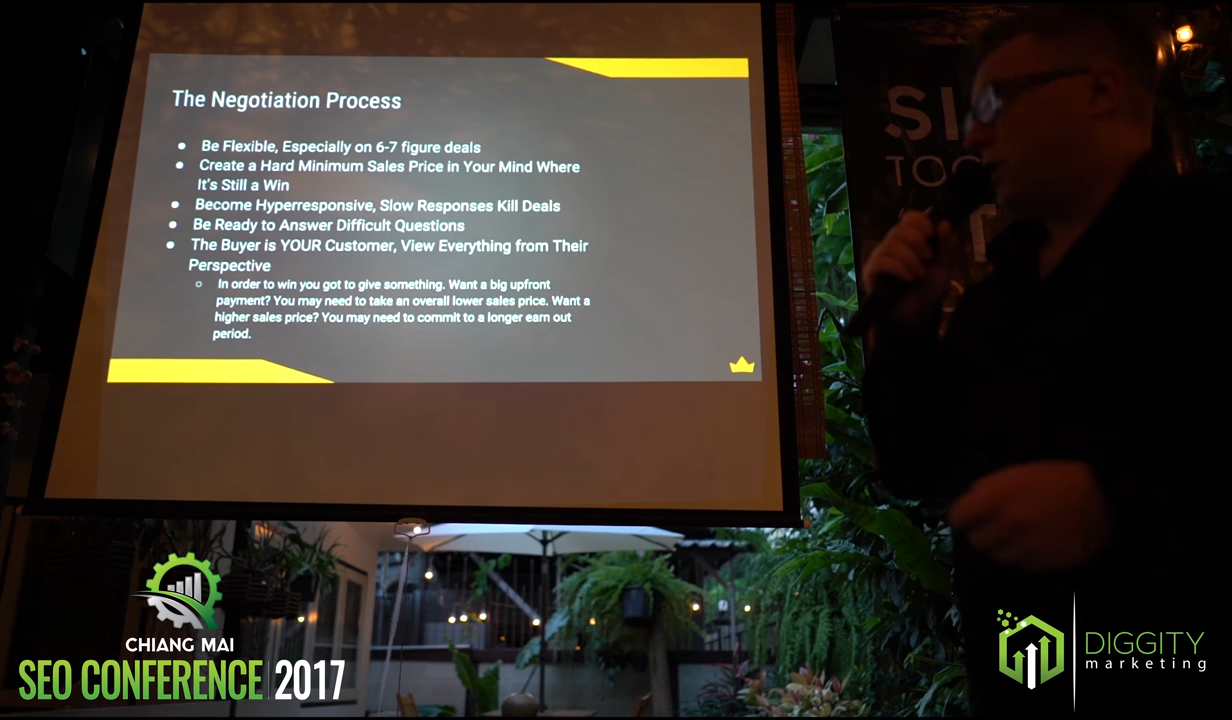 The Negotiation Process
● Be Flexible, Especially on 6-7 figure deals
● Create a Hard Minimum Sales Price in Your Mind Where
It's Still a Win
● Become Hyperresponsive, Slow Responses Kill Deals
● Be Ready to Answer Difficult Questions
● The Buyer is YOUR Customer, View Everything from Their
Perspective
○ In order to win you got to give something. Want a big upfront
payment? You may need to take an overall lower sales price. Want a
higher sales price? You may need to commit to a longer earn out
period.
CHIANG MAI
SEO CONFERENCE 2017
DIGGITY
marketing